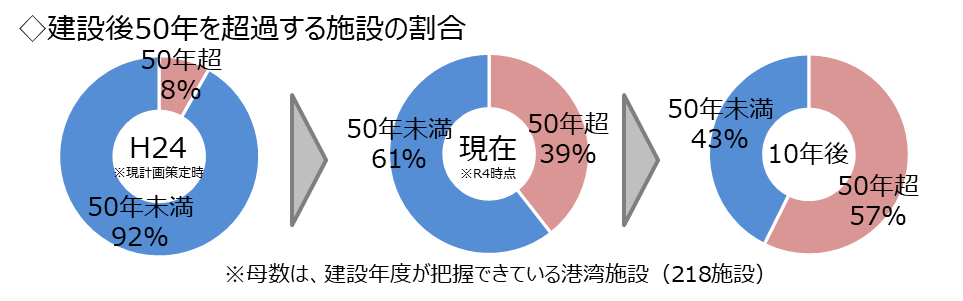 ◇建設後50年を超過する施設の割合
50年超
8%
H24
※現計画策定時
50年未満
92%
50年未満
61%
現在
※R4時点
50年超
39%
50年未満
43%
10年後
50年超
57%
※母数は、建設年度が把握できている港湾施設（218施設）